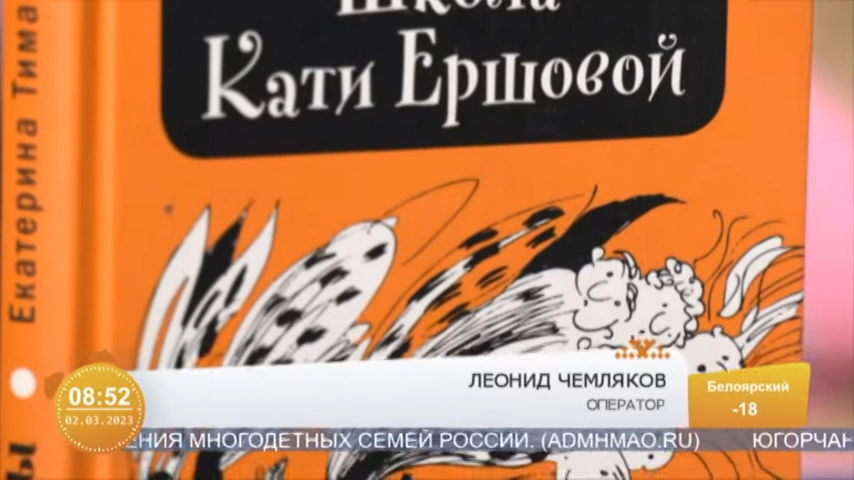 Школа
Кати Ершовой
Екатерина Тима
ы
ЛЕОНИД ЧЕМЛЯКОВ
ОПЕРАТОР
Белоярский
-18
08:52
02.03.2023
ЕНИЯ МНОГОДЕТНЫХ СЕМЕЙ РОССИИ. (ADMHMAO.RU) ЮГОРЧАН